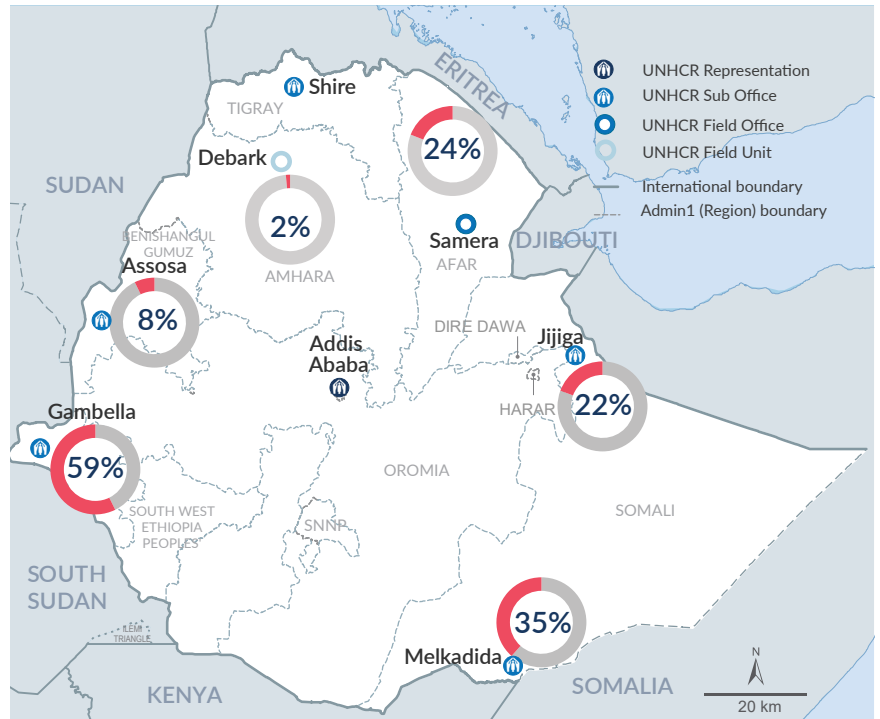 ERITREA
Shire
TIGRAY
UNHCR Representation
UNHCR Sub Office
UNHCR Field Office
UNHCR Field Unit
International boundary
Admin1 (Region) boundary
Debark
24%
SUDAN
2%
Samera
DJIBOUTI
BENISHANGUL
GUMUZ
Assosa
AFAR
AMHARA
8%
DIRE DAWA
Jijiga
Addis
Ababa
HARAR
22%
Gambella
59%
OROMIA
SOUTH WEST
ETHIOPIA
PEOPLES
SNNP
SOMALI
SOUTH
SUDAN
35%
ILEMI
TRIANGLE
Melkadida
KENYA
SOMALIA
N
20 km